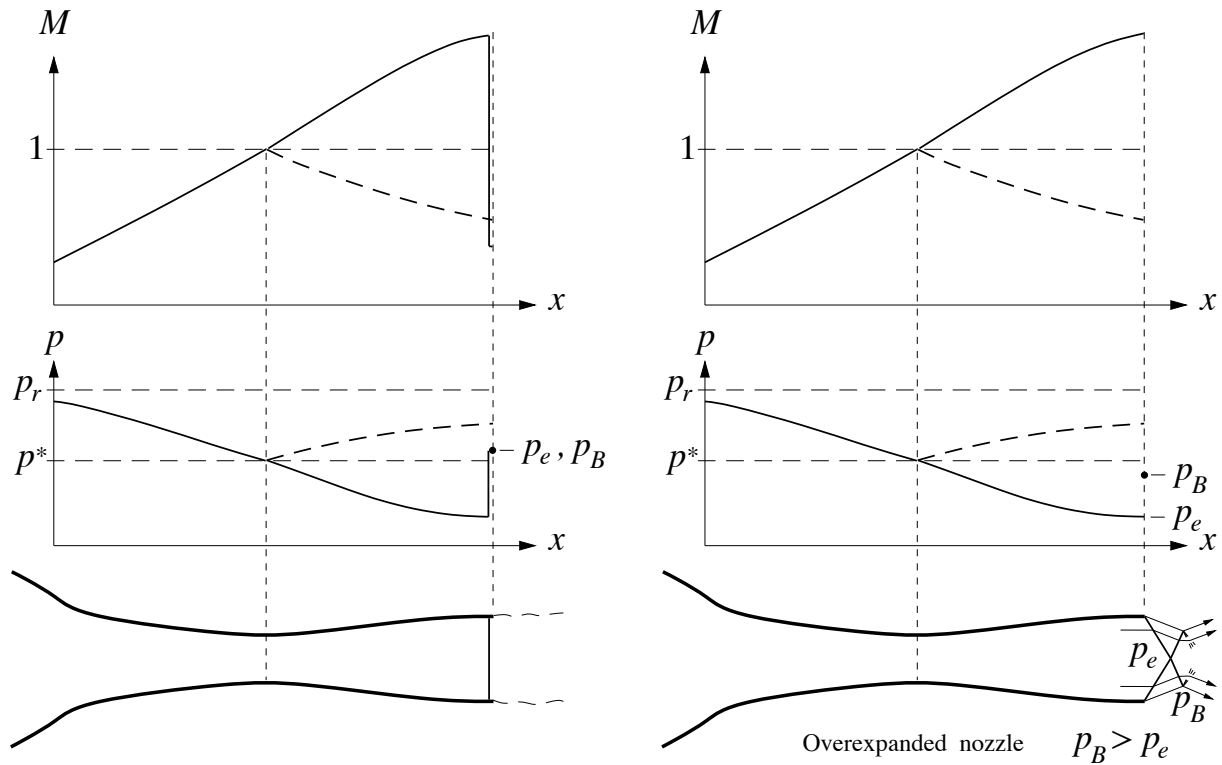 M
1
x
p
p_r
p*
p_e , p_B
x
M
1
x
p
p_r
p*
p_B
p_e
x
p_e
p_B
Overexpanded nozzle p_B > p_e